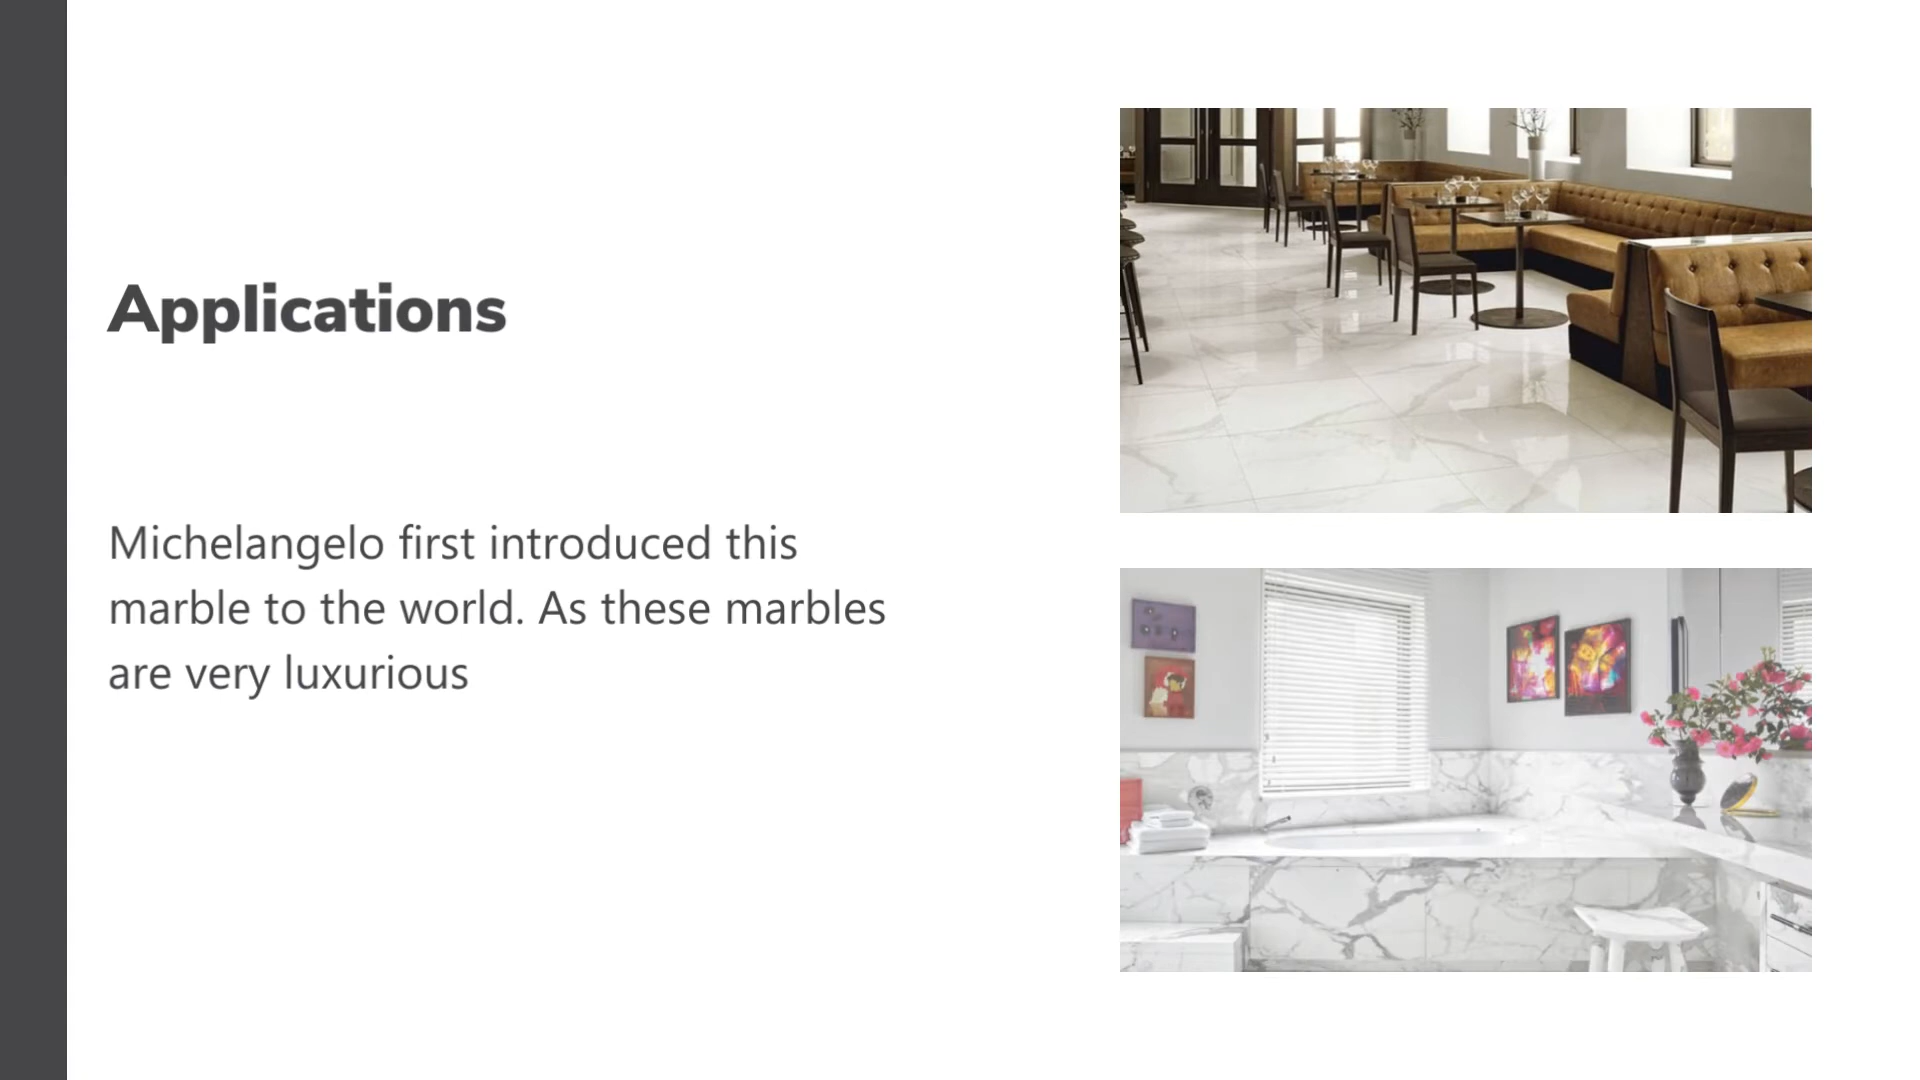 Applications
Michelangelo first introduced this
marble to the world. As these marbles
are very luxurious